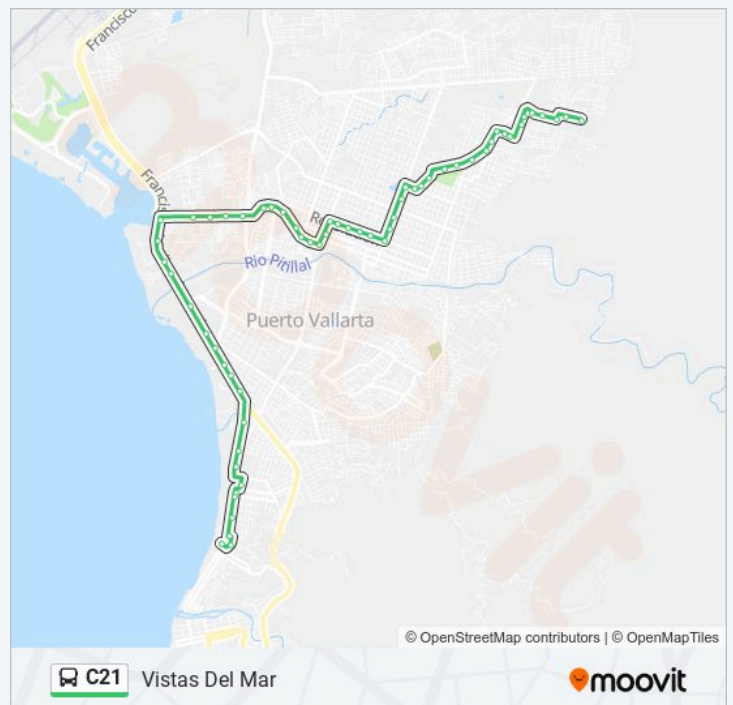 Francisco
Francis
Re
Rio Pitillal
Puerto Vallarta
© OpenStreetMap contributors | © OpenMapTiles
C21 Vistas Del Mar
moovit